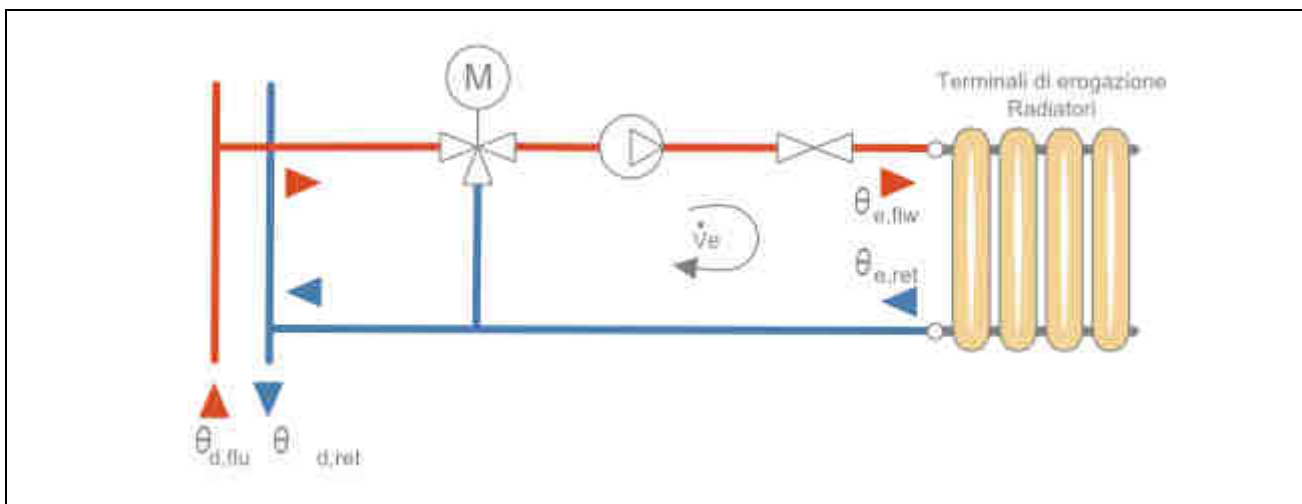 M
Terminali di erogazione
Radiatori
θe,flw
V̇e
θe,ret
θd,flu θ d,ret